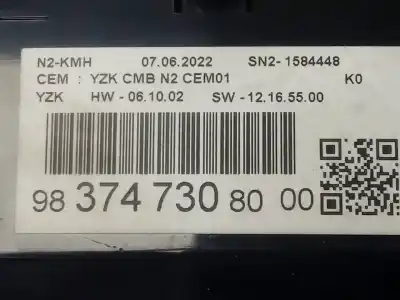 N2-KMH 07.06.2022 SN2- 1584448
CEM : YZK CMB N2 CEM01 K0
YZK HW - 06.10.02 SW - 12.16.55.00
98 374 730 80 00